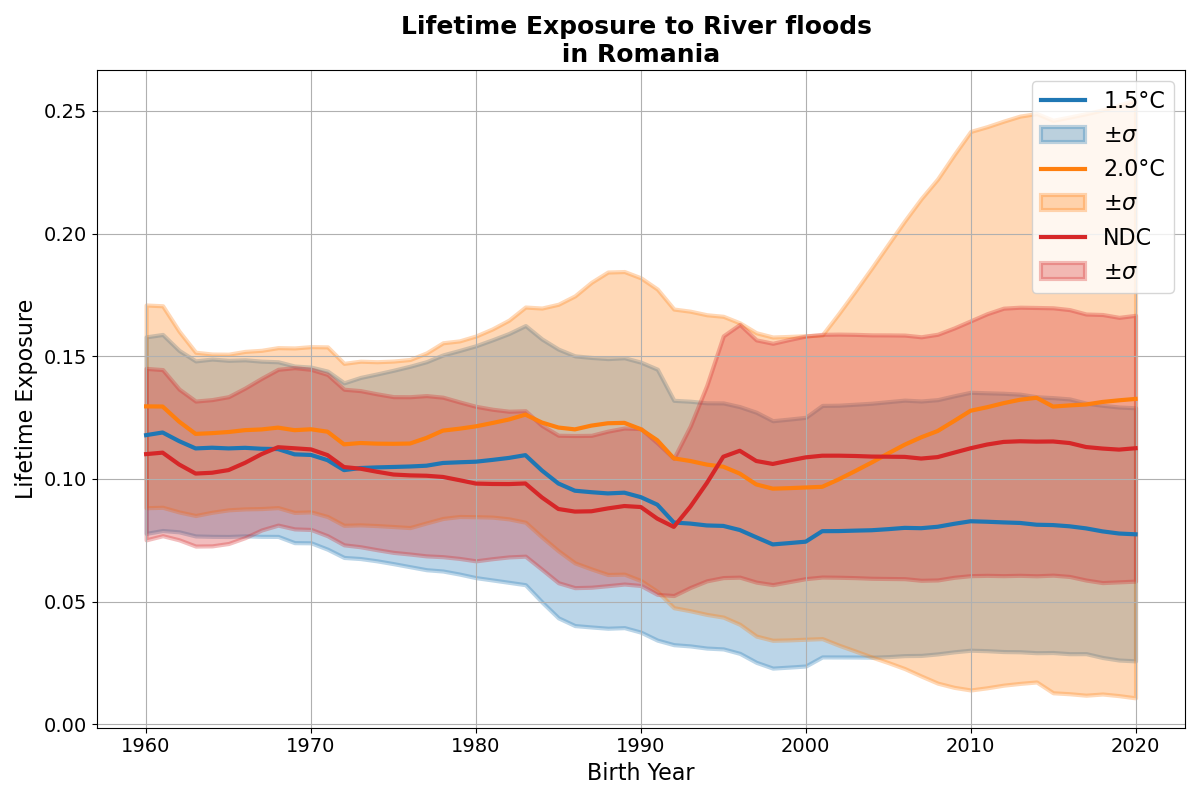 Lifetime Exposure to River floods
in Romania
Lifetime Exposure
0.25
0.20
0.15
0.10
0.05
0.00
1960 1970 1980 1990 2000 2010 2020
Birth Year
1.5°C
±σ
2.0°C
±σ
NDC
±σ